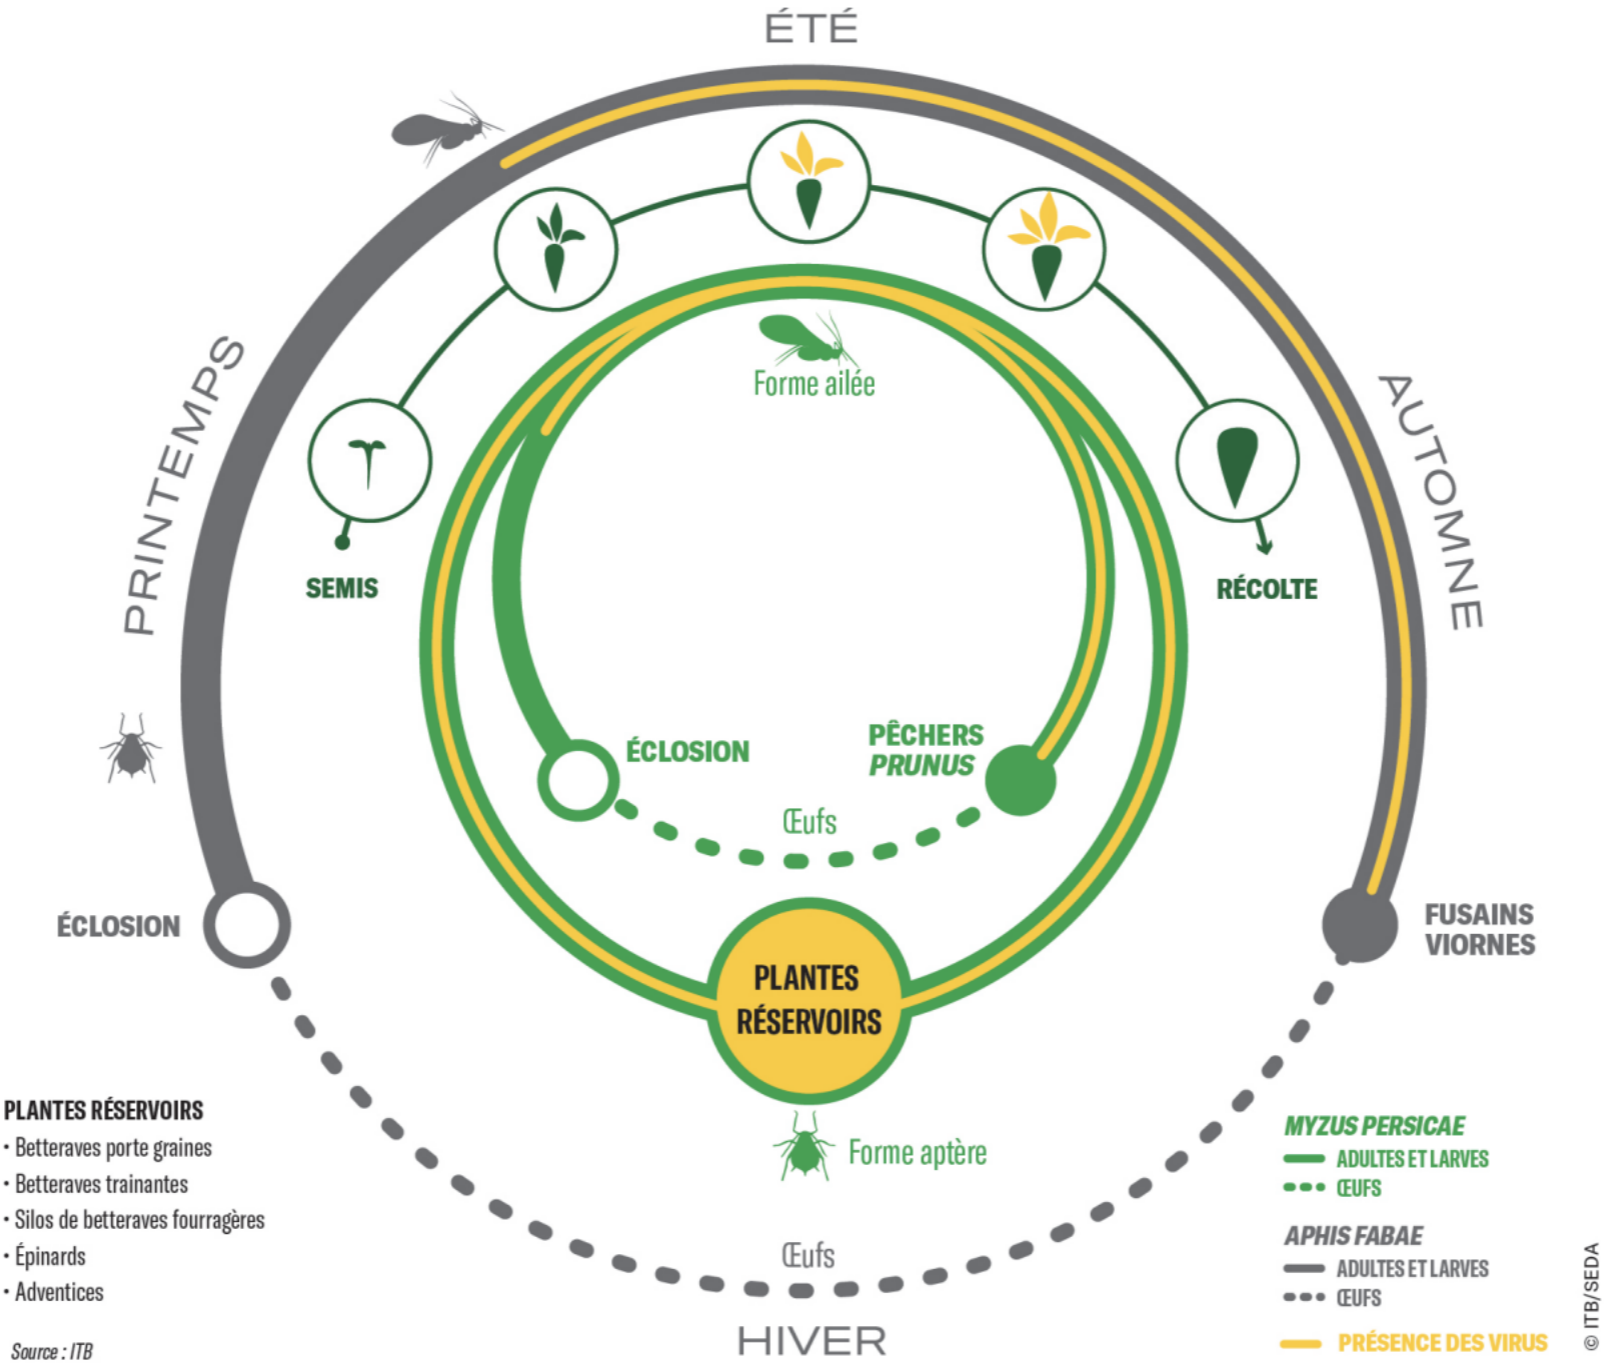 ÉTÉ
PRINTEMPS
AUTOMNE
Forme ailée
SEMIS
RÉCOLTE
ÉCLOSION
PÊCHERS
PRUNUS
Œufs
ÉCLOSION
FUSAINS
VIORNES
PLANTES
RÉSERVOIRS
Forme aptère
Œufs
HIVER
PLANTES RÉSERVOIRS
• Betteraves porte graines
• Betteraves trainantes
• Silos de betteraves fourragères
• Épinards
• Adventices
Source : ITB
MYZUS PERSICAE
ADULTES ET LARVES
ŒUFS
APHIS FABAE
ADULTES ET LARVES
ŒUFS
PRÉSENCE DES VIRUS
© ITB/SEDA